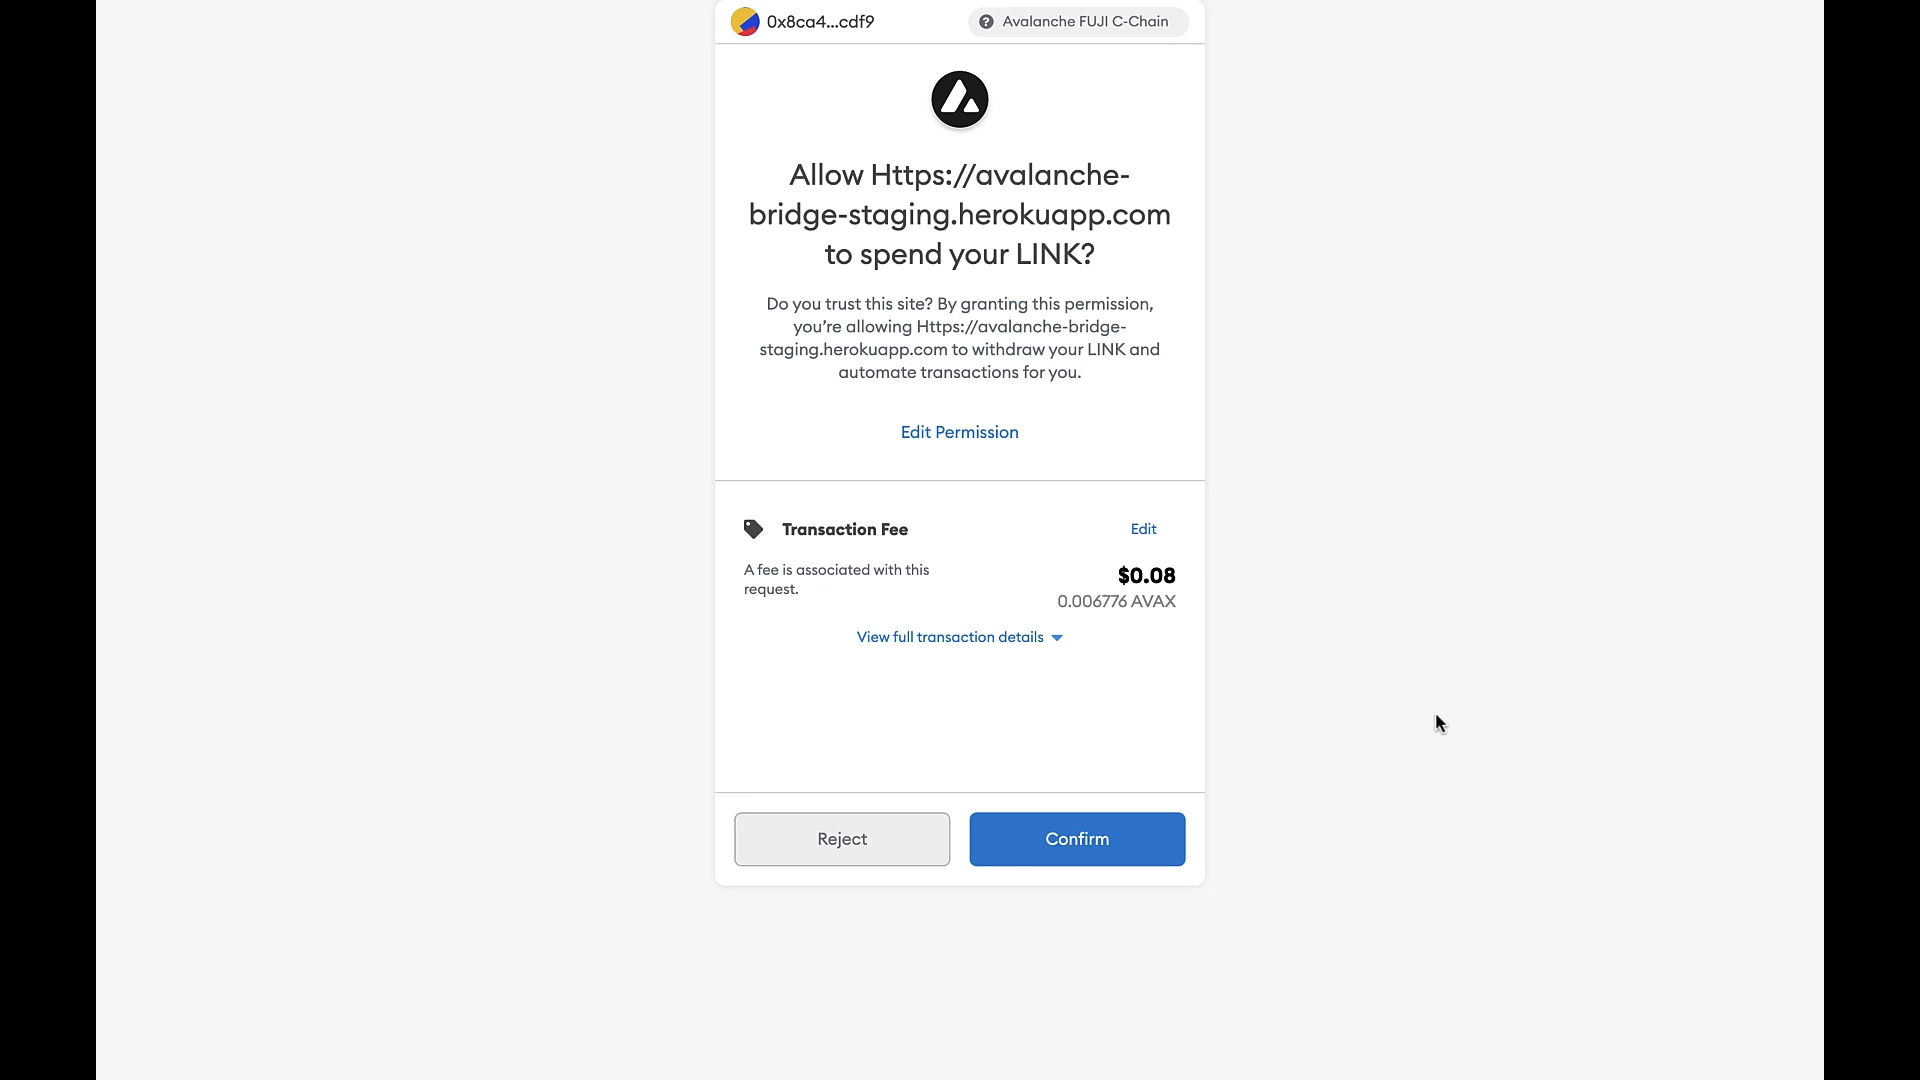 0x8ca4...cdf9
Avalanche FUJI C-Chain
Allow Https://avalanche-
bridge-staging.herokuapp.com
to spend your LINK?
Do you trust this site? By granting this permission,
you’re allowing Https://avalanche-bridge-
staging.herokuapp.com to withdraw your LINK and
automate transactions for you.
Edit Permission
Transaction Fee
Edit
A fee is associated with this
request.
$0.08
0.006776 AVAX
View full transaction details
Reject
Confirm